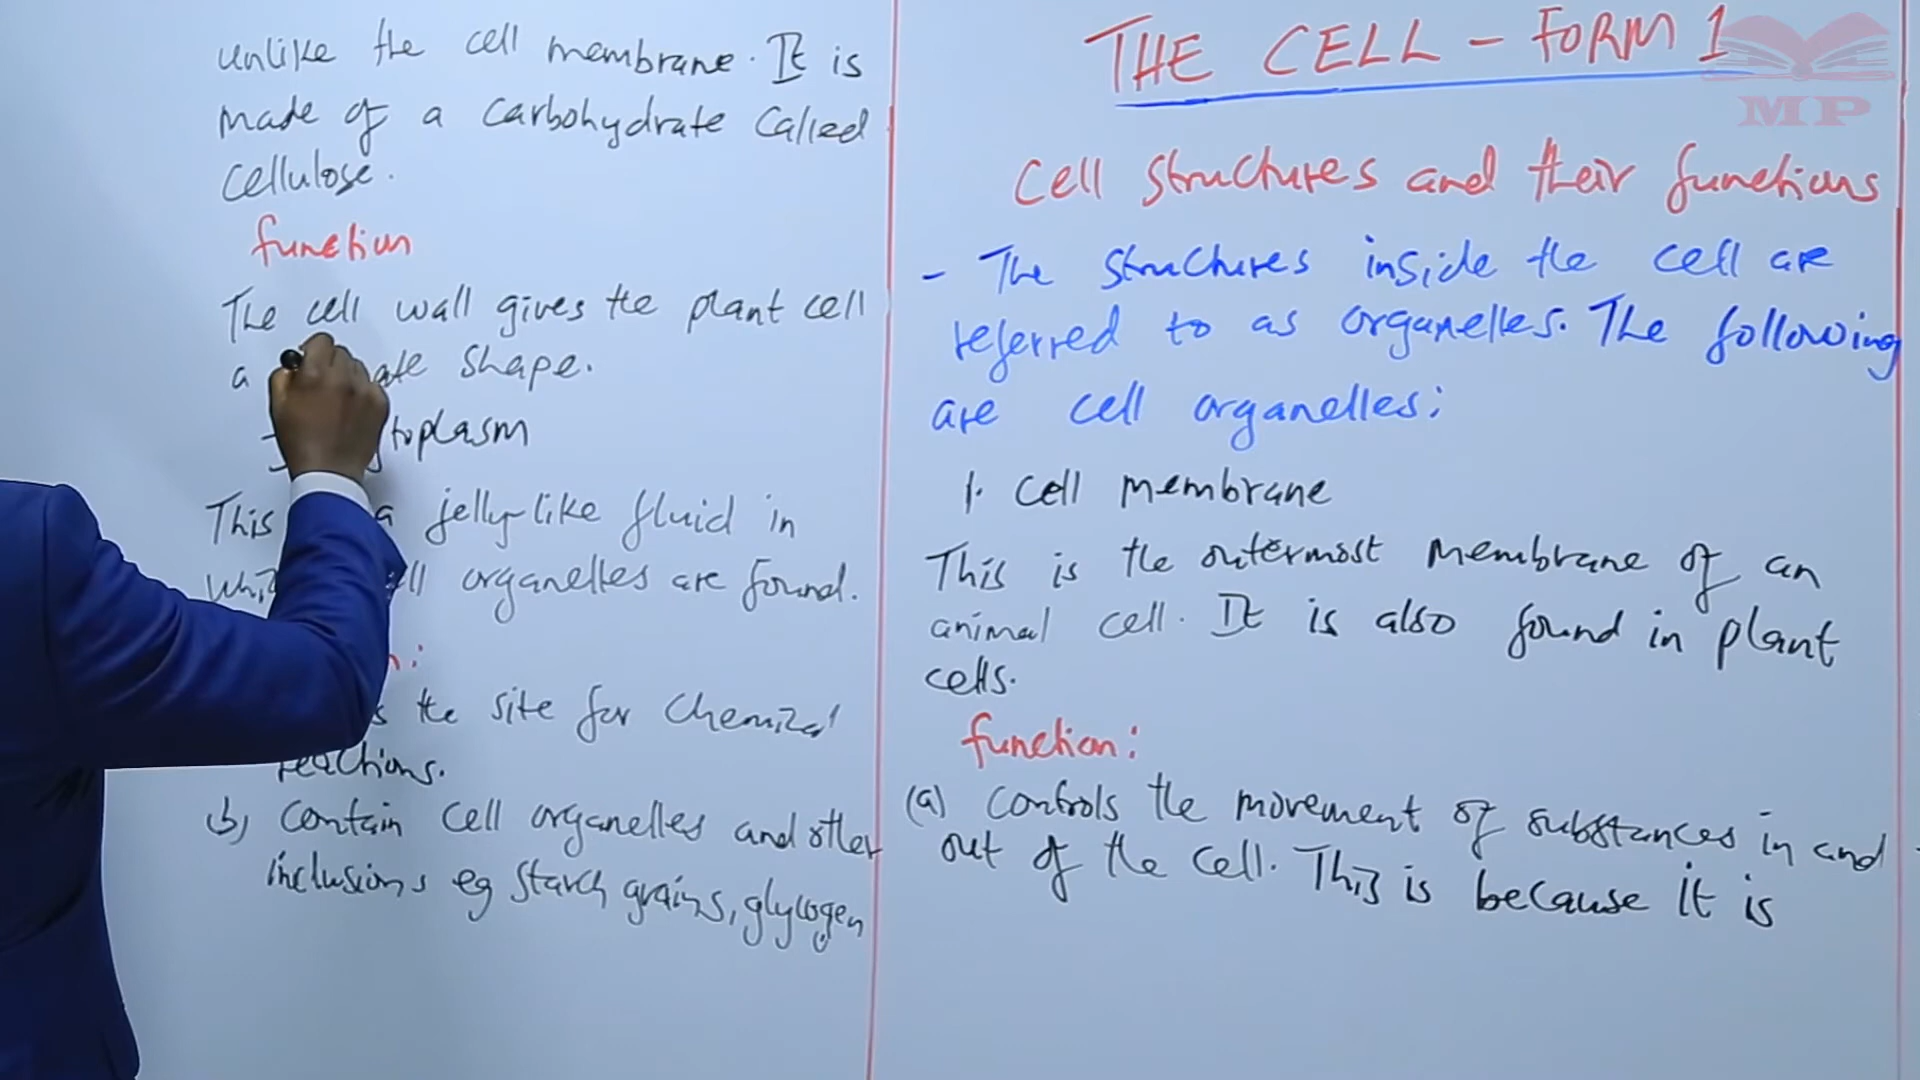 unlike the cell membrane. It is
made of a carbohydrate called
cellulose.
function
The cell wall gives the plant cell
a shape.
This a jelly-like fluid in
organelles are found.
the site for chemical
reactions.
b) contain cell organelles and other
inclusions eg starch grains, glycogen
THE CELL - FORM 1
MP
Cell structures and their functions
- The structures inside the cell are
referred to as organelles. The following
are cell organelles:
1. Cell membrane
This is the outermost membrane of an
animal cell. It is also found in plant
cells.
function:
(a) Controls the movement of substances in and
out of the cell. This is because it is